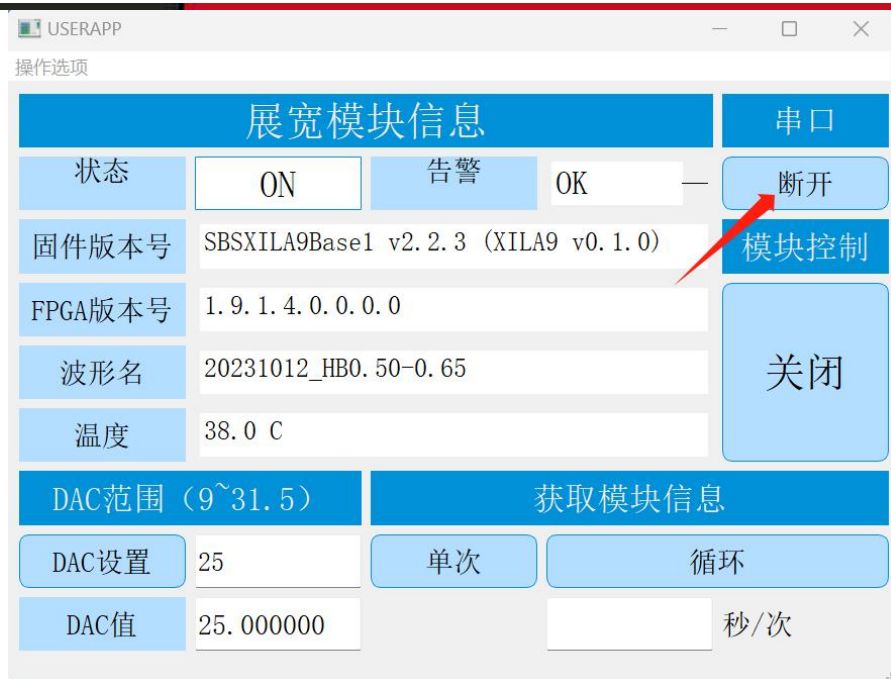 USERAPP
操作选项
展宽模块信息 串口
状态 ON 告警 OK — 断开
固件版本号 SBSXILA9Base1 v2.2.3 (XILA9 v0.1.0) 模块控制
FPGA版本号 1.9.1.4.0.0.0.0
波形名 20231012_HB0.50-0.65 关闭
温度 38.0 C
DAC范围（9~31.5） 获取模块信息
DAC设置 25 单次 循环
DAC值 25.000000 秒/次